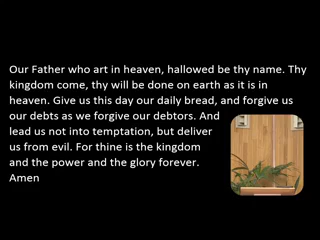 Our Father who art in heaven, hallowed be thy name. Thy
kingdom come, thy will be done on earth as it is in
heaven. Give us this day our daily bread, and forgive us
our debts as we forgive our debtors. And
lead us not into temptation, but deliver
us from evil. For thine is the kingdom
and the power and the glory forever.
Amen